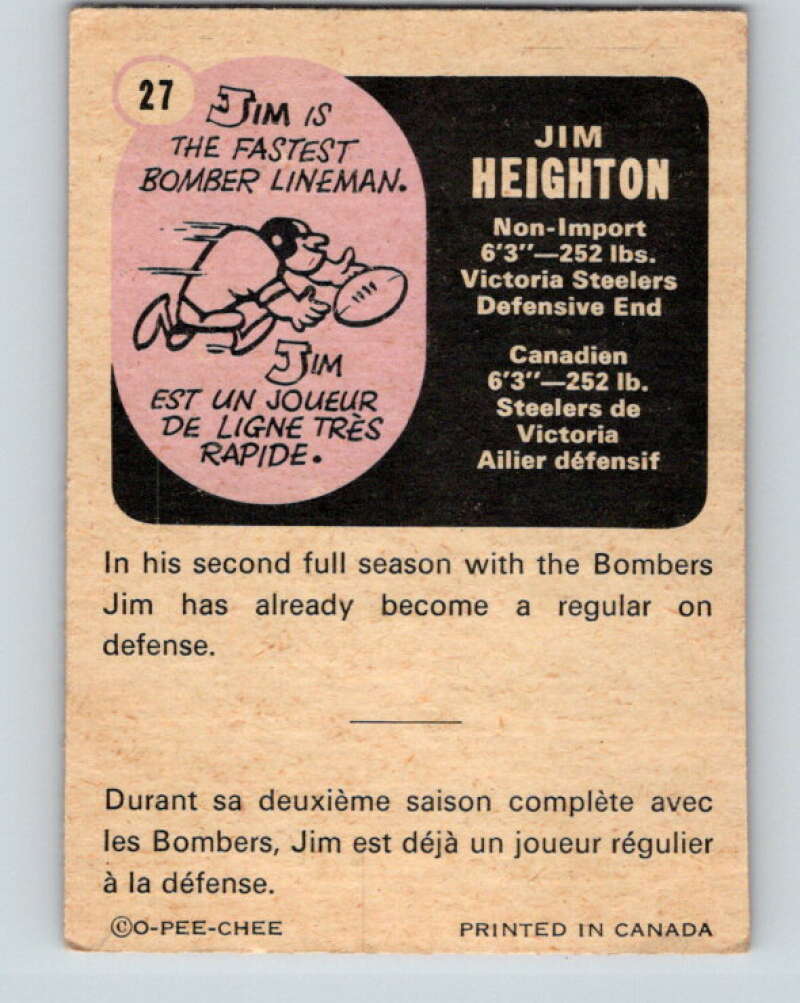 27
JIM IS
THE FASTEST
BOMBER LINEMAN.
JIM
EST UN JOUEUR
DE LIGNE TRÈS
RAPIDE.
JIM
HEIGHTON
Non-Import
6'3"—252 lbs.
Victoria Steelers
Defensive End
Canadien
6'3"—252 lb.
Steelers de
Victoria
Ailier défensif
In his second full season with the Bombers
Jim has already become a regular on
defense.
Durant sa deuxième saison complète avec
les Bombers, Jim est déjà un joueur régulier
à la défense.
©O-PEE-CHEE
PRINTED IN CANADA